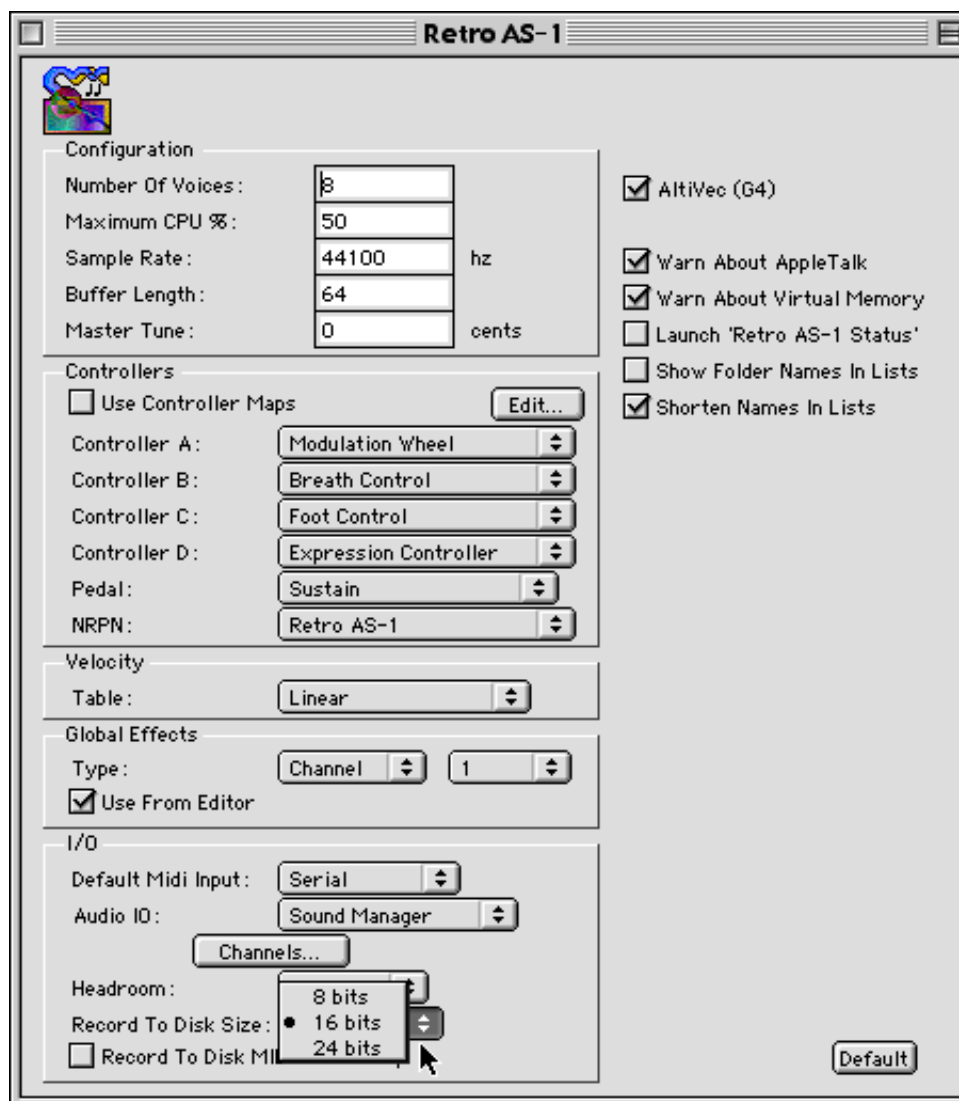 Retro AS-1
Configuration
Number Of Voices: 8
Maximum CPU %: 50
Sample Rate: 44100 hz
Buffer Length: 64
Master Tune: 0 cents
AltiVec (G4)
Warn About AppleTalk
Warn About Virtual Memory
Launch 'Retro AS-1 Status'
Show Folder Names In Lists
Shorten Names In Lists
Controllers
Use Controller Maps Edit...
Controller A: Modulation Wheel
Controller B: Breath Control
Controller C: Foot Control
Controller D: Expression Controller
Pedal: Sustain
NRPN: Retro AS-1
Velocity
Table: Linear
Global Effects
Type: Channel 1
Use From Editor
I/O
Default Midi Input: Serial
Audio IO: Sound Manager
Channels...
Headroom:
8 bits
Record To Disk Size: 16 bits
24 bits
Record To Disk
Default